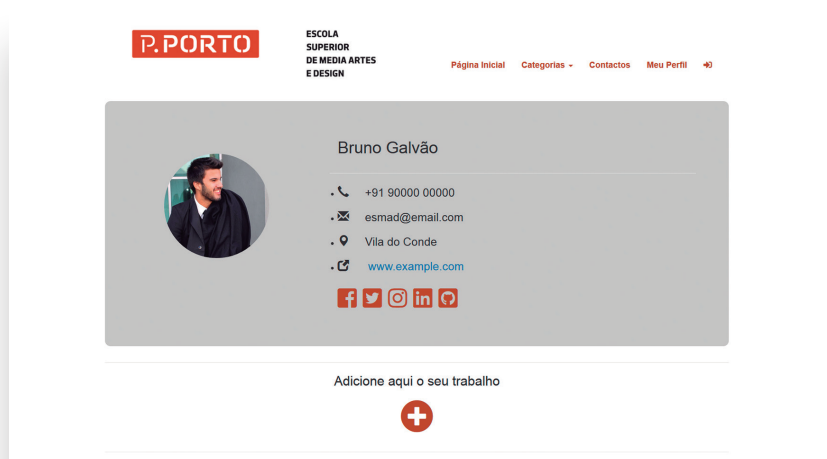 P.PORTO
ESCOLA
SUPERIOR
DE MEDIA ARTES
E DESIGN
Página Inicial Categorias Contactos Meu Perfil
Bruno Galvão
+91 90000 00000
esmad@email.com
Vila do Conde
www.example.com
Adicione aqui o seu trabalho